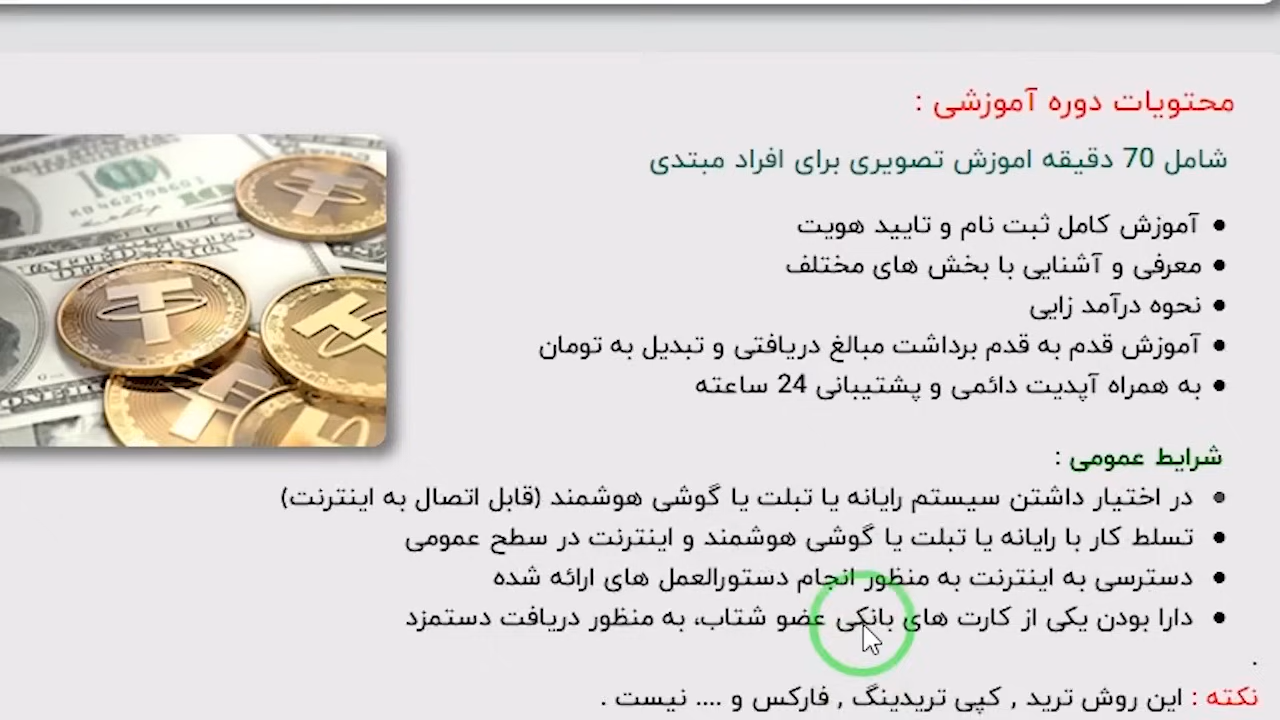 محتویات دوره آموزشی :
شامل 70 دقیقه اموزش تصویری برای افراد مبتدی
● آموزش کامل ثبت نام و تایید هویت
● معرفی و آشنایی با بخش های مختلف
● نحوه درآمد زایی
● آموزش قدم به قدم برداشت مبالغ دریافتی و تبدیل به تومان
● به همراه آپدیت دائمی و پشتیبانی 24 ساعته
شرایط عمومی :
● در اختیار داشتن سیستم رایانه یا تبلت یا گوشی هوشمند (قابل اتصال به اینترنت)
● تسلط کار با رایانه یا تبلت یا گوشی هوشمند و اینترنت در سطح عمومی
● دسترسی به اینترنت به منظور انجام دستورالعمل های ارائه شده
● دارا بودن یکی از کارت های بانکی عضو شتاب، به منظور دریافت دستمزد
.
نکته : این روش ترید , کپی تریدینگ , فارکس و .... نیست .